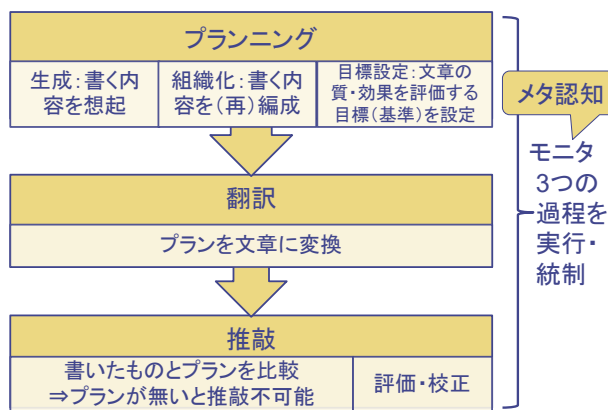 プランニング
生成：書く内
容を想起
組織化：書く内
容を(再)編成
目標設定：文章の
質・効果を評価する
目標(基準)を設定
翻訳
プランを文章に変換
推敲
書いたものとプランを比較
⇒プランが無いと推敲不可能
評価・校正
メタ認知
モニタ
3つの
過程を
実行・
統制